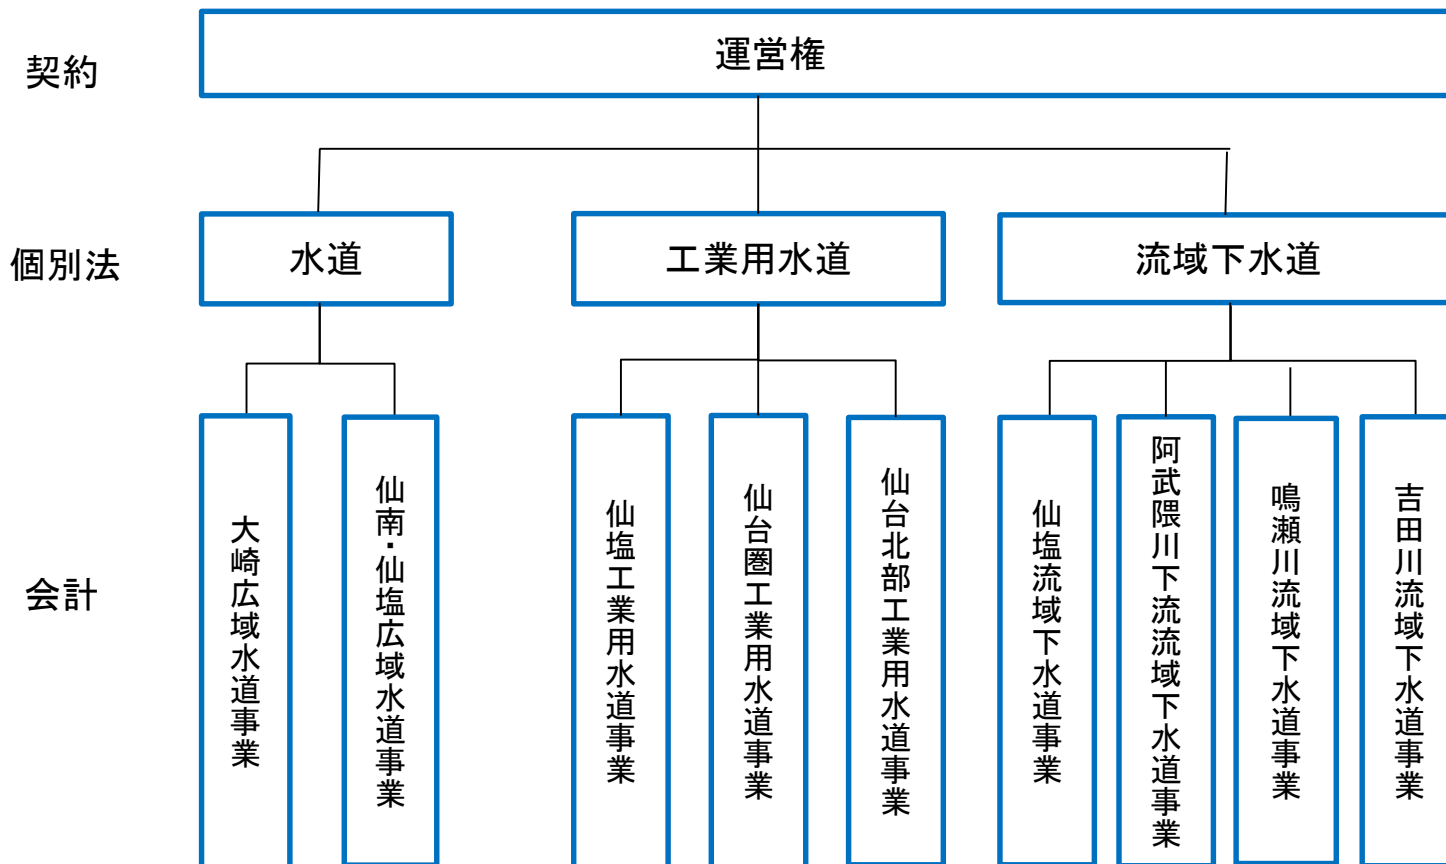 契約
運営権
個別法
水道
工業用水道
流域下水道
会計
大崎広域水道事業
仙南・仙塩広域水道事業
仙塩工業用水道事業
仙台圏工業用水道事業
仙台北部工業用水道事業
仙塩流域下水道事業
阿武隈川下流流域下水道事業
鳴瀬川流域下水道事業
吉田川流域下水道事業